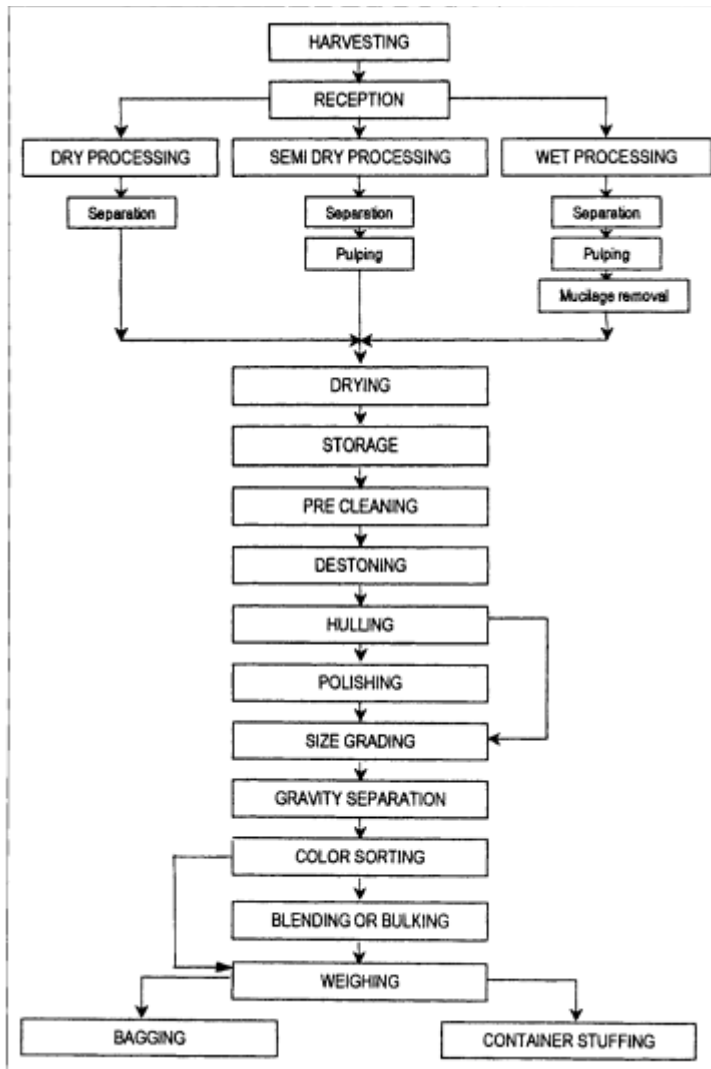 HARVESTING
RECEPTION
DRY PROCESSING
SEMI DRY PROCESSING
WET PROCESSING
Separation
Separation
Separation
Pulping
Pulping
Mucilage removal
DRYING
STORAGE
PRE CLEANING
DESTONING
HULLING
POLISHING
SIZE GRADING
GRAVITY SEPARATION
COLOR SORTING
BLENDING OR BULKING
WEIGHING
BAGGING
CONTAINER STUFFING